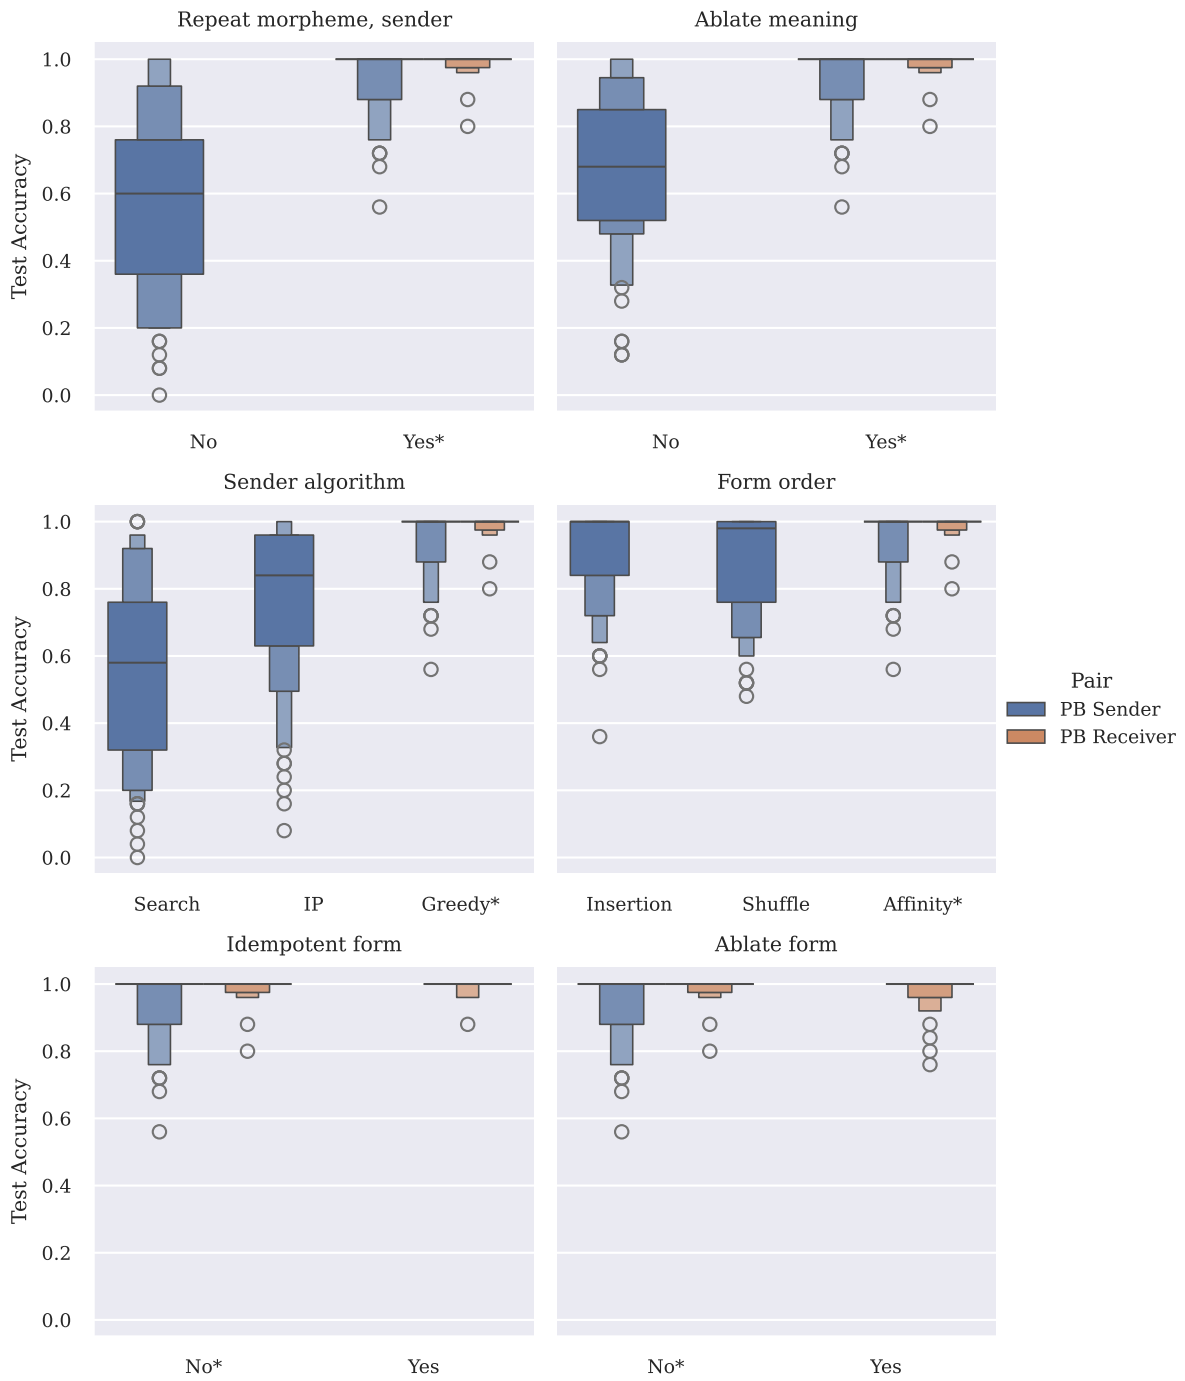 Repeat morpheme, sender
Ablate meaning
Test Accuracy
1.0
0.8
0.6
0.4
0.2
0.0
No
Yes*
No
Yes*
Sender algorithm
Form order
Test Accuracy
1.0
0.8
0.6
0.4
0.2
0.0
Search
IP
Greedy*
Insertion
Shuffle
Affinity*
Pair
PB Sender
PB Receiver
Idempotent form
Ablate form
Test Accuracy
1.0
0.8
0.6
0.4
0.2
0.0
No*
Yes
No*
Yes